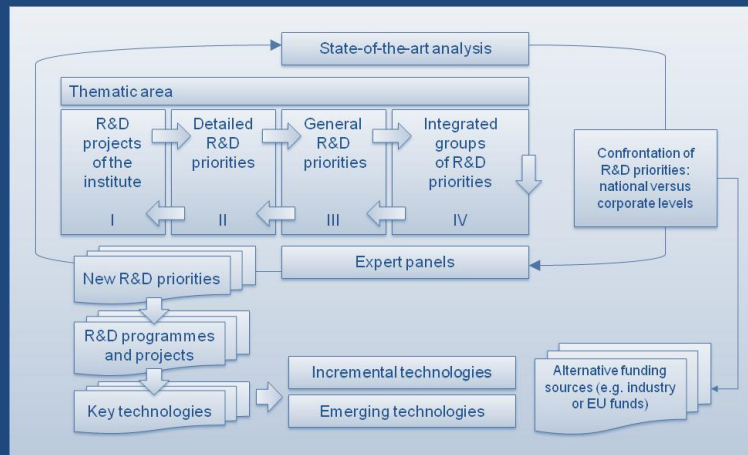 State-of-the-art analysis
Thematic area
R&D
projects
of the
institute
I
Detailed
R&D
priorities
II
General
R&D
priorities
III
Integrated
groups
of R&D
priorities
IV
Confrontation of
R&D priorities:
national versus
corporate levels
Expert panels
New R&D priorities
R&D programmes
and projects
Key technologies
Incremental technologies
Emerging technologies
Alternative funding
sources (e.g. industry
or EU funds)